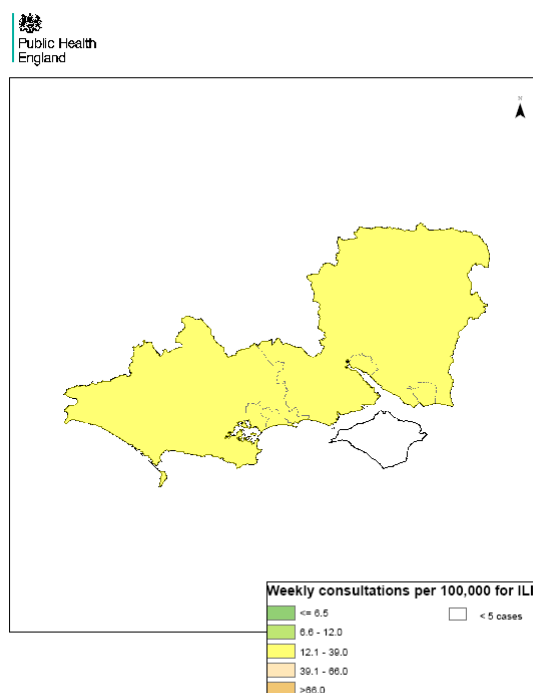 Public Health
England
N
Weekly consultations per 100,000 for ILI
<= 6.5
< 5 cases
6.6 - 12.0
12.1 - 39.0
39.1 - 66.0
>66.0